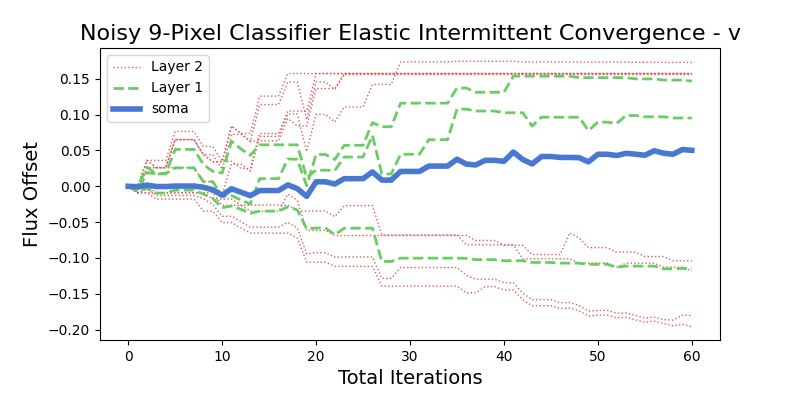 Noisy 9-Pixel Classifier Elastic Intermittent Convergence - v
Layer 2
Layer 1
soma
Flux Offset
0.15
0.10
0.05
0.00
−0.05
−0.10
−0.15
−0.20
0 10 20 30 40 50 60
Total Iterations